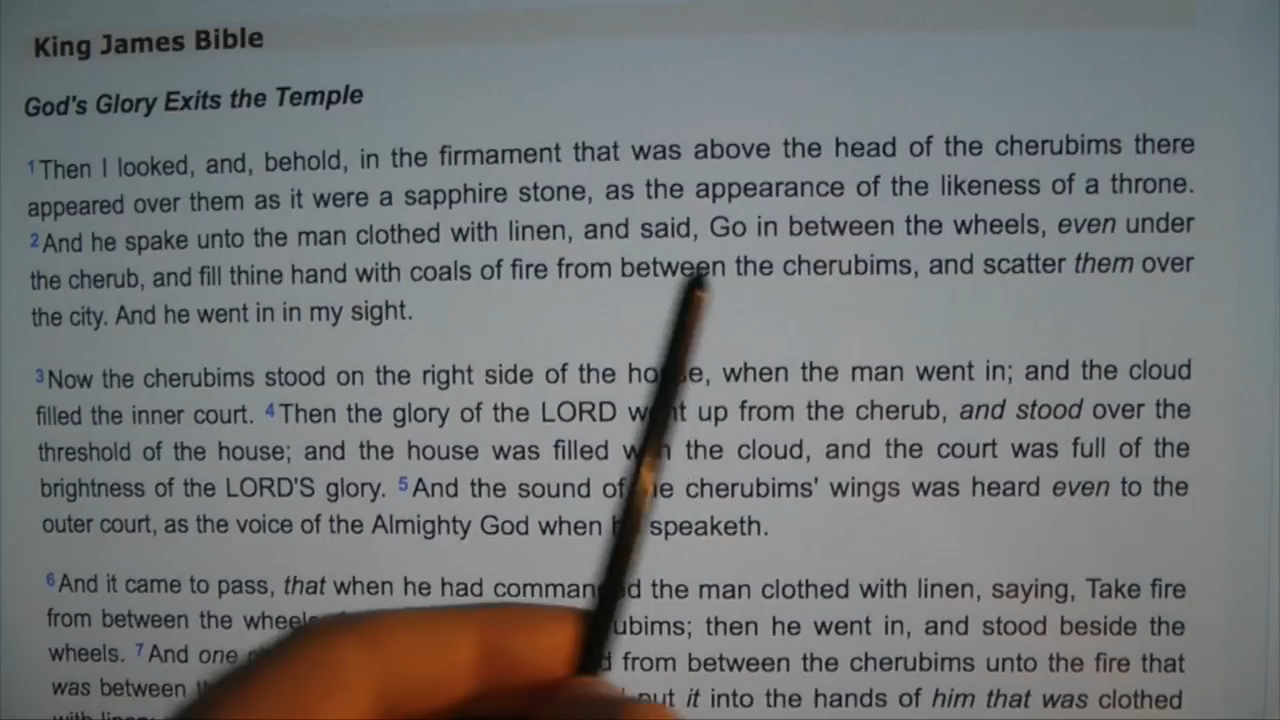 King James Bible
God's Glory Exits the Temple
1Then I looked, and, behold, in the firmament that was above the head of the cherubims there
appeared over them as it were a sapphire stone, as the appearance of the likeness of a throne.
2And he spake unto the man clothed with linen, and said, Go in between the wheels, even under
the cherub, and fill thine hand with coals of fire from between the cherubims, and scatter them over
the city. And he went in in my sight.
3Now the cherubims stood on the right side of the house, when the man went in; and the cloud
filled the inner court. 4Then the glory of the LORD went up from the cherub, and stood over the
threshold of the house; and the house was filled with the cloud, and the court was full of the
brightness of the LORD'S glory. 5And the sound of the cherubims' wings was heard even to the
outer court, as the voice of the Almighty God when he speaketh.
6And it came to pass, that when he had commanded the man clothed with linen, saying, Take fire
from between the wheels, cherubims; then he went in, and stood beside the
wheels. 7And one from between the cherubims unto the fire that
was between put it into the hands of him that was clothed
with linen